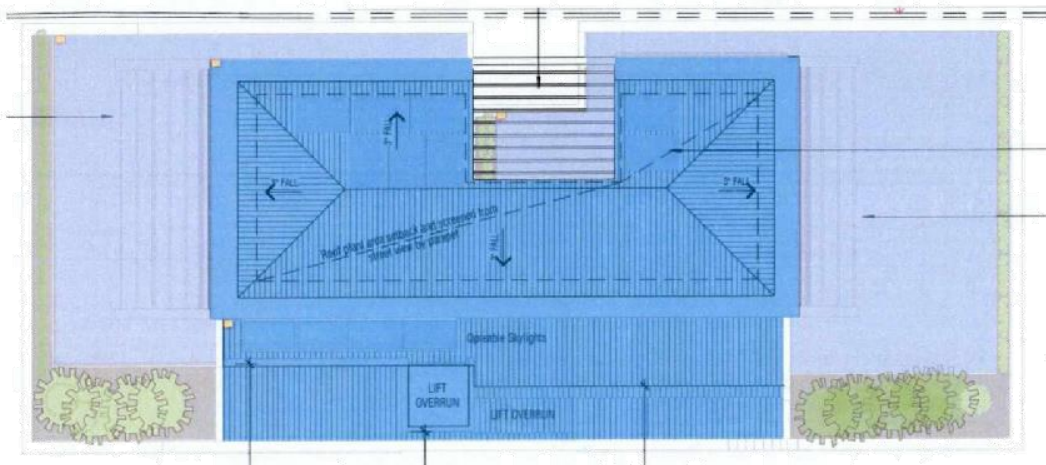 3° FALL
3° FALL
3° FALL
Roof plant area setback and screened from
street view by parapet
3° FALL
Openable Skylights
LIFT
OVERRUN
LIFT OVERRUN